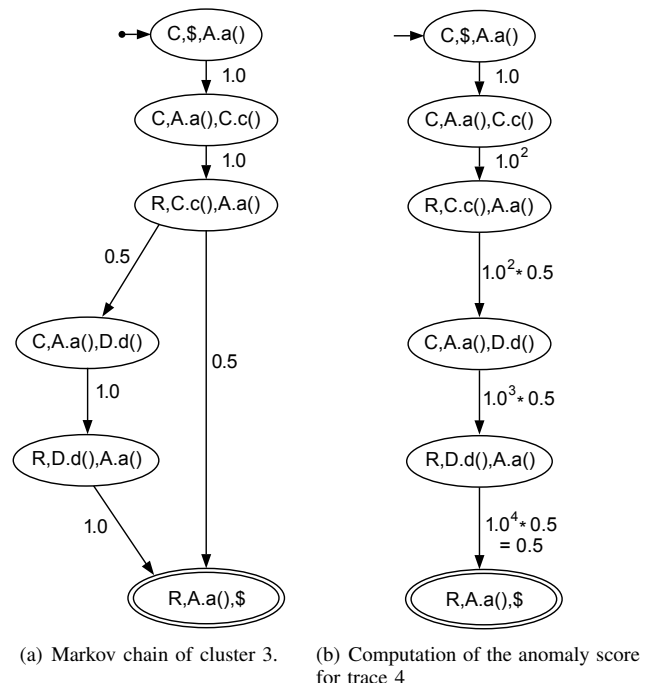 C,$,A.a()
1.0
C,A.a(),C.c()
1.0
R,C.c(),A.a()
0.5
0.5
C,A.a(),D.d()
1.0
R,D.d(),A.a()
1.0
R,A.a(),$
(a) Markov chain of cluster 3.
C,$,A.a()
1.0
C,A.a(),C.c()
1.0²
R,C.c(),A.a()
1.0²* 0.5
C,A.a(),D.d()
1.0³* 0.5
R,D.d(),A.a()
1.0⁴* 0.5
= 0.5
R,A.a(),$
(b) Computation of the anomaly score
for trace 4